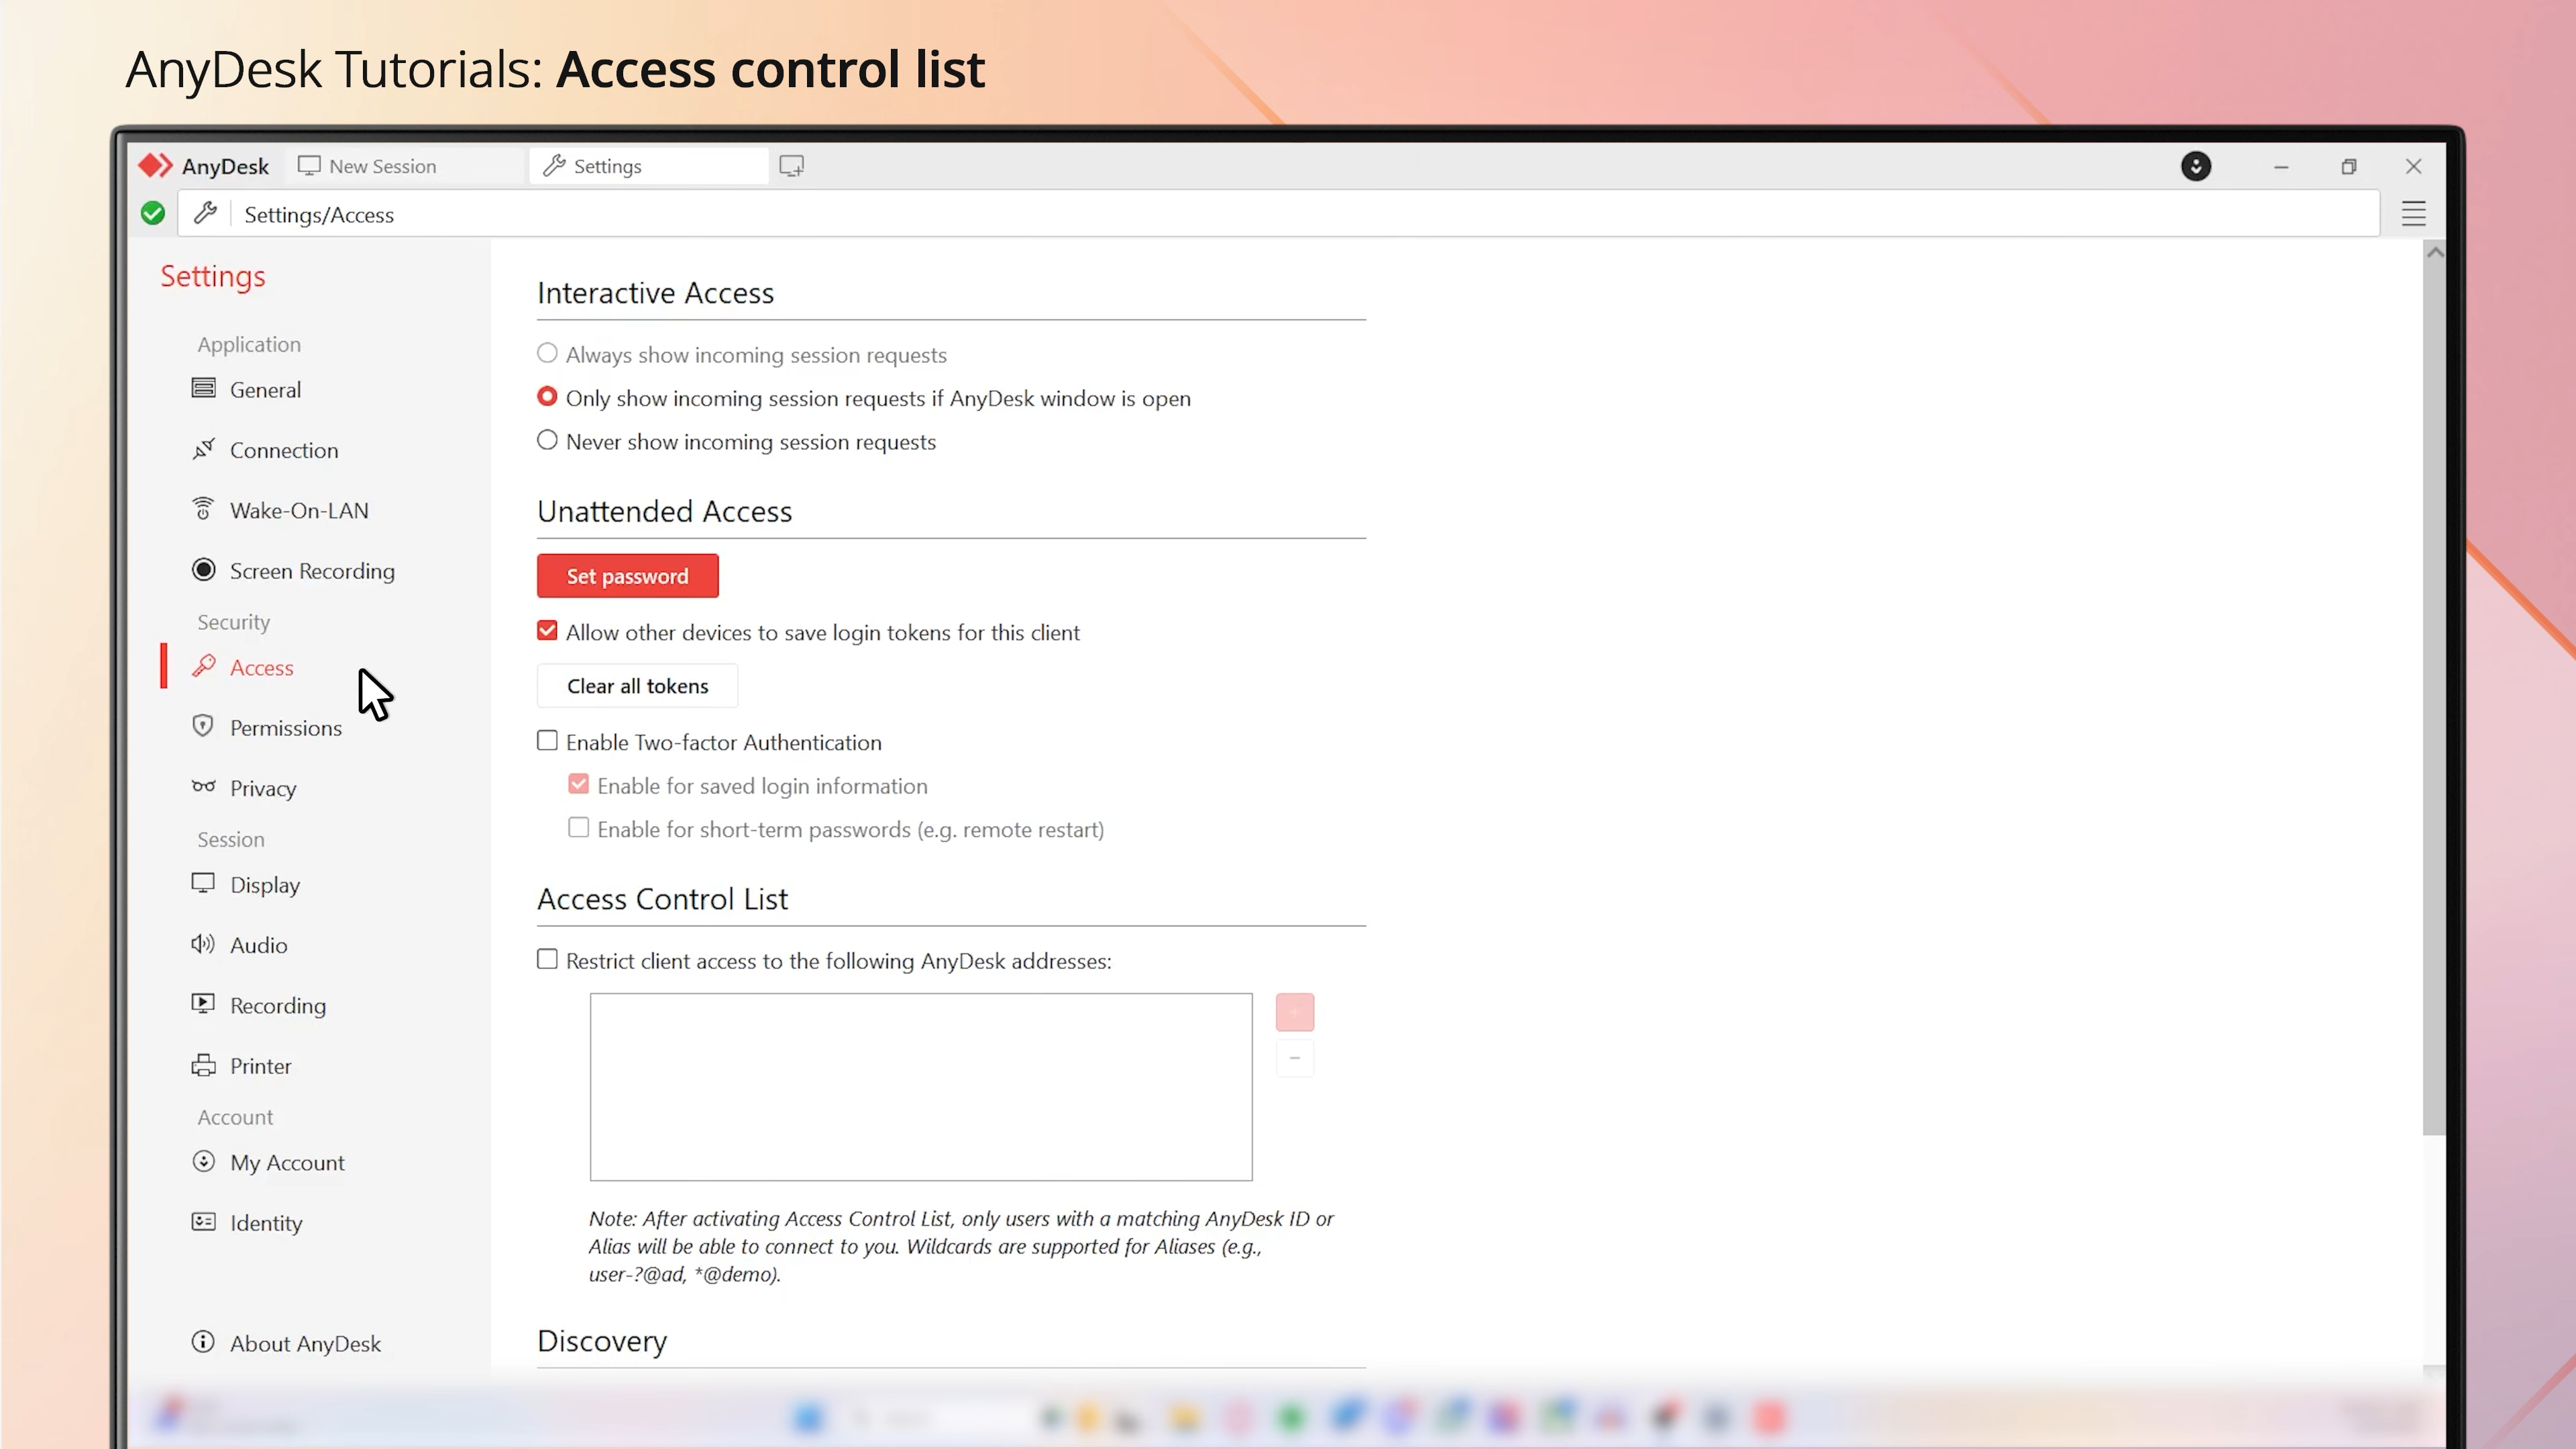 AnyDesk Tutorials: Access control list
AnyDesk
New Session
Settings
Settings/Access
Settings
Application
General
Connection
Wake-On-LAN
Screen Recording
Security
Access
Permissions
Privacy
Session
Display
Audio
Recording
Printer
Account
My Account
Identity
About AnyDesk
Interactive Access
Always show incoming session requests
Only show incoming session requests if AnyDesk window is open
Never show incoming session requests
Unattended Access
Set password
Allow other devices to save login tokens for this client
Clear all tokens
Enable Two-factor Authentication
Enable for saved login information
Enable for short-term passwords (e.g. remote restart)
Access Control List
Restrict client access to the following AnyDesk addresses:
Note: After activating Access Control List, only users with a matching AnyDesk ID or
Alias will be able to connect to you. Wildcards are supported for Aliases (e.g.,
user-?@ad, *@demo).
Discovery